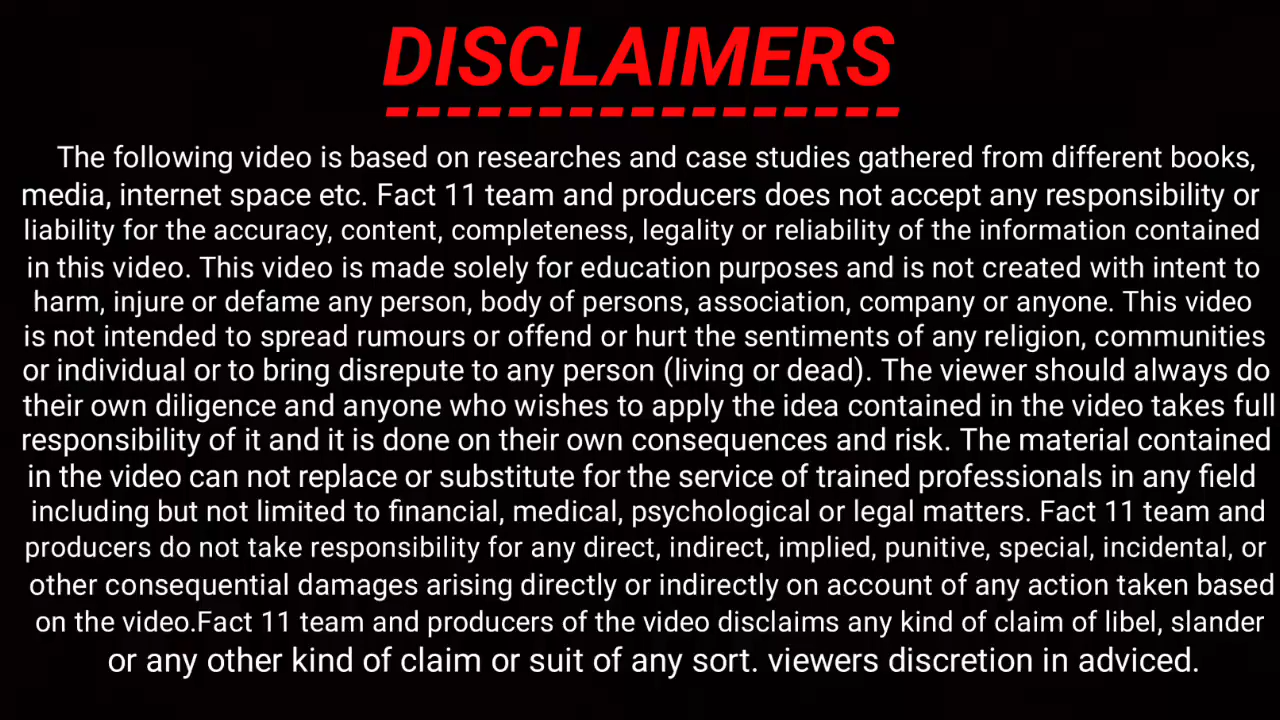 DISCLAIMERS
The following video is based on researches and case studies gathered from different books,
media, internet space etc. Fact 11 team and producers does not accept any responsibility or
liability for the accuracy, content, completeness, legality or reliability of the information contained
in this video. This video is made solely for education purposes and is not created with intent to
harm, injure or defame any person, body of persons, association, company or anyone. This video
is not intended to spread rumours or offend or hurt the sentiments of any religion, communities
or individual or to bring disrepute to any person (living or dead). The viewer should always do
their own diligence and anyone who wishes to apply the idea contained in the video takes full
responsibility of it and it is done on their own consequences and risk. The material contained
in the video can not replace or substitute for the service of trained professionals in any field
including but not limited to financial, medical, psychological or legal matters. Fact 11 team and
producers do not take responsibility for any direct, indirect, implied, punitive, special, incidental, or
other consequential damages arising directly or indirectly on account of any action taken based
on the video.Fact 11 team and producers of the video disclaims any kind of claim of libel, slander
or any other kind of claim or suit of any sort. viewers discretion in adviced.